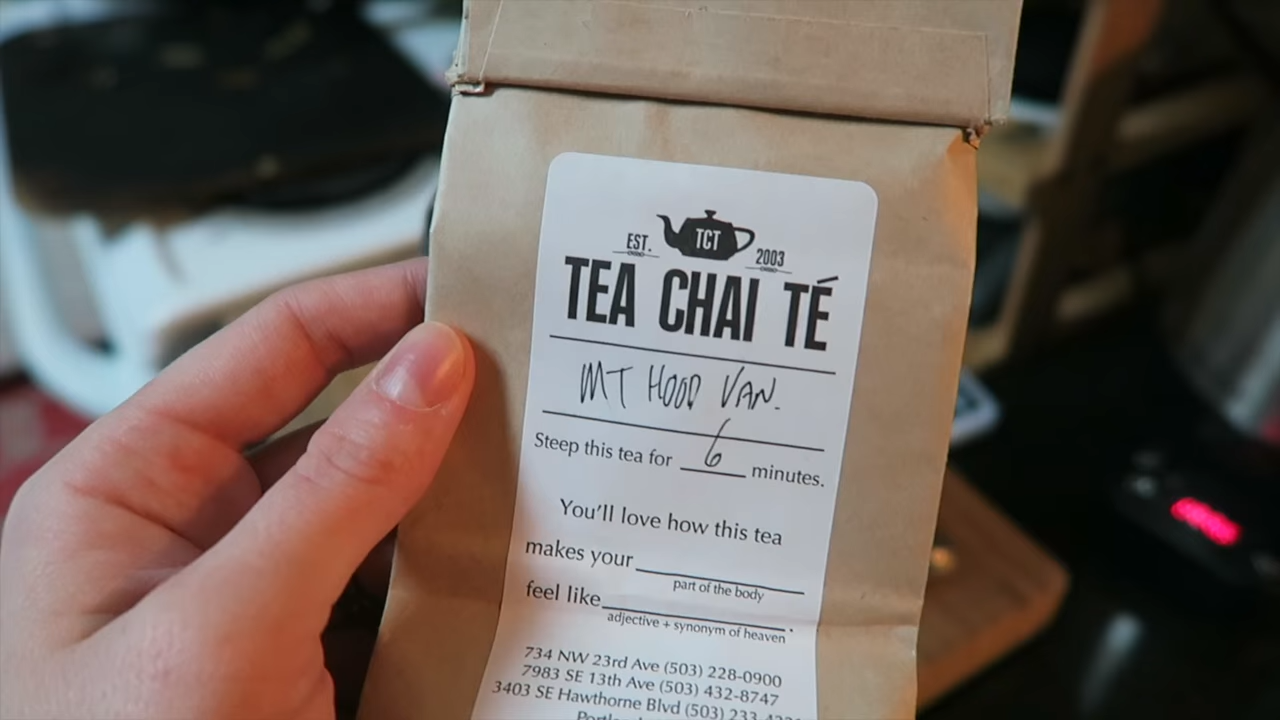 TCT
EST. 2003
TEA CHAI TÉ
MT HOOD VAN.
Steep this tea for 6 minutes.
You'll love how this tea
makes your
part of the body
feel like .
adjective + synonym of heaven
734 NW 23rd Ave (503) 228-0900
7983 SE 13th Ave (503) 432-8747
3403 SE Hawthorne Blvd (503)